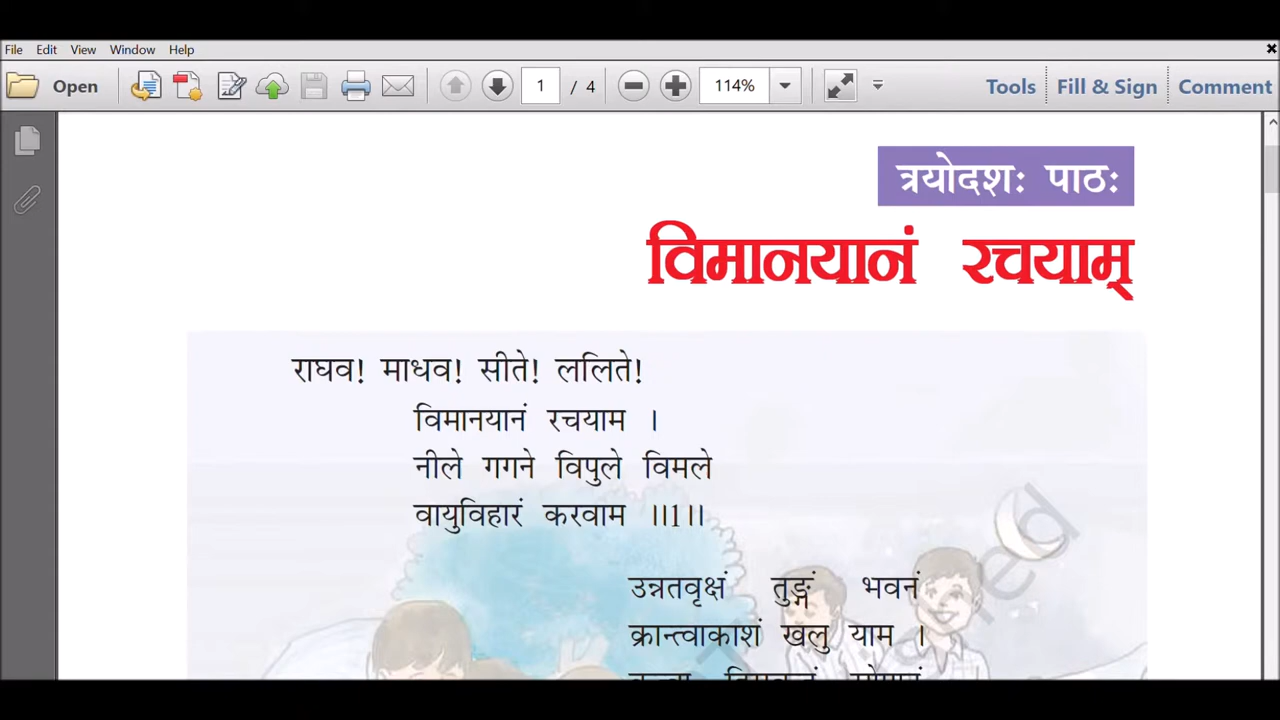 File Edit View Window Help
Open 1 / 4 114% Tools Fill & Sign Comment
त्रयोदशः पाठः
विमानयानं रचयाम्
राघव! माधव! सीते! ललिते!
विमानयानं रचयाम ।
नीले गगने विपुले विमले
वायुविहारं करवाम ।।1।।
उन्नतवृक्षं तुङ्गं भवनं
क्रान्त्वाकाशं खलु याम ।